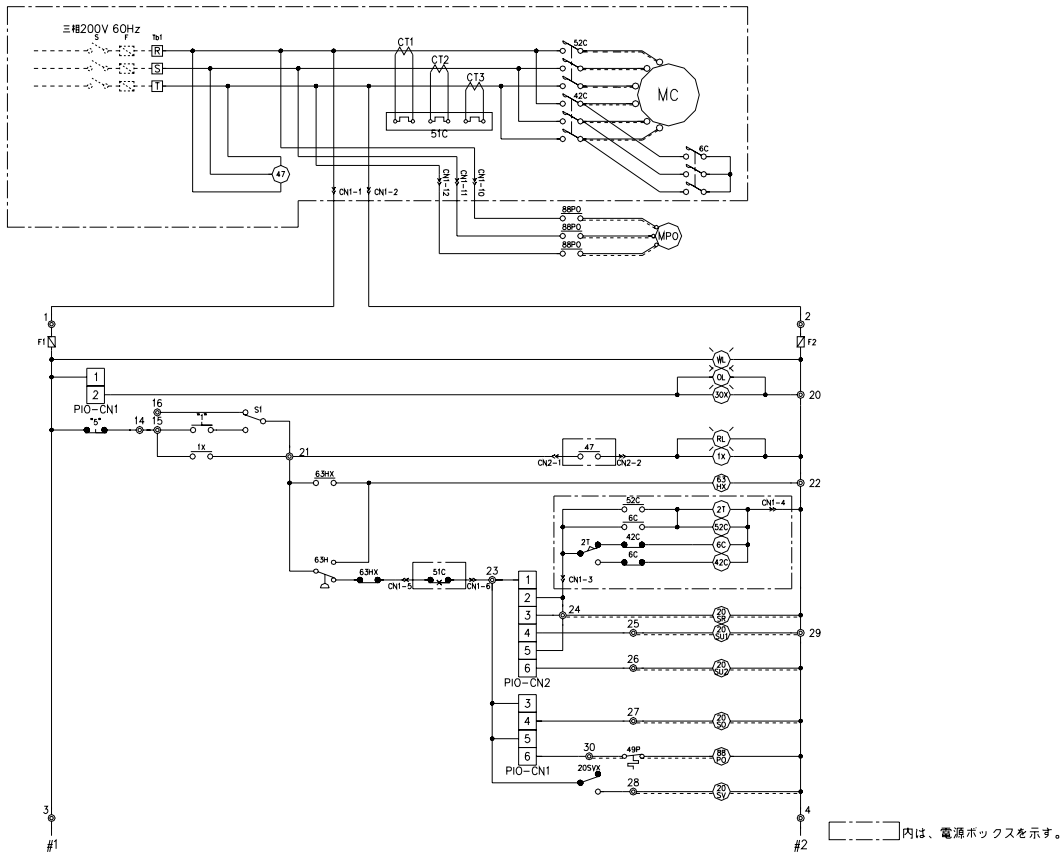 三相200V 60Hz
S F Tb1
R
S
T
CT1
CT2
CT3
51C
52C
42C
MC
6C
47
CN1-1 CN1-2
CN1-12
CN1-11
CN1-10
88PO
88PO
88PO
MPO
1 2
F1 F2
WL
OL
1
2
30X
20
PIO-CN1
"5"
14
16
15
"1"
S1
1X
21
CN2-1
47
CN2-2
RL
1X
63HX
63HX
22
52C
2T
CN1-4
6C
52C
2T
42C
6C
6C
42C
CN1-3
63H
63HX
CN1-5
51C
CN1-6
23
1
2
3
4
5
6
PIO-CN2
24
20SR
25
20SU1
29
26
20SU2
3
4
5
6
PIO-CN1
27
20SO
30
49P
88PO
20SVX
28
20SV
3 4
#1 #2
内は、電源ボックスを示す。